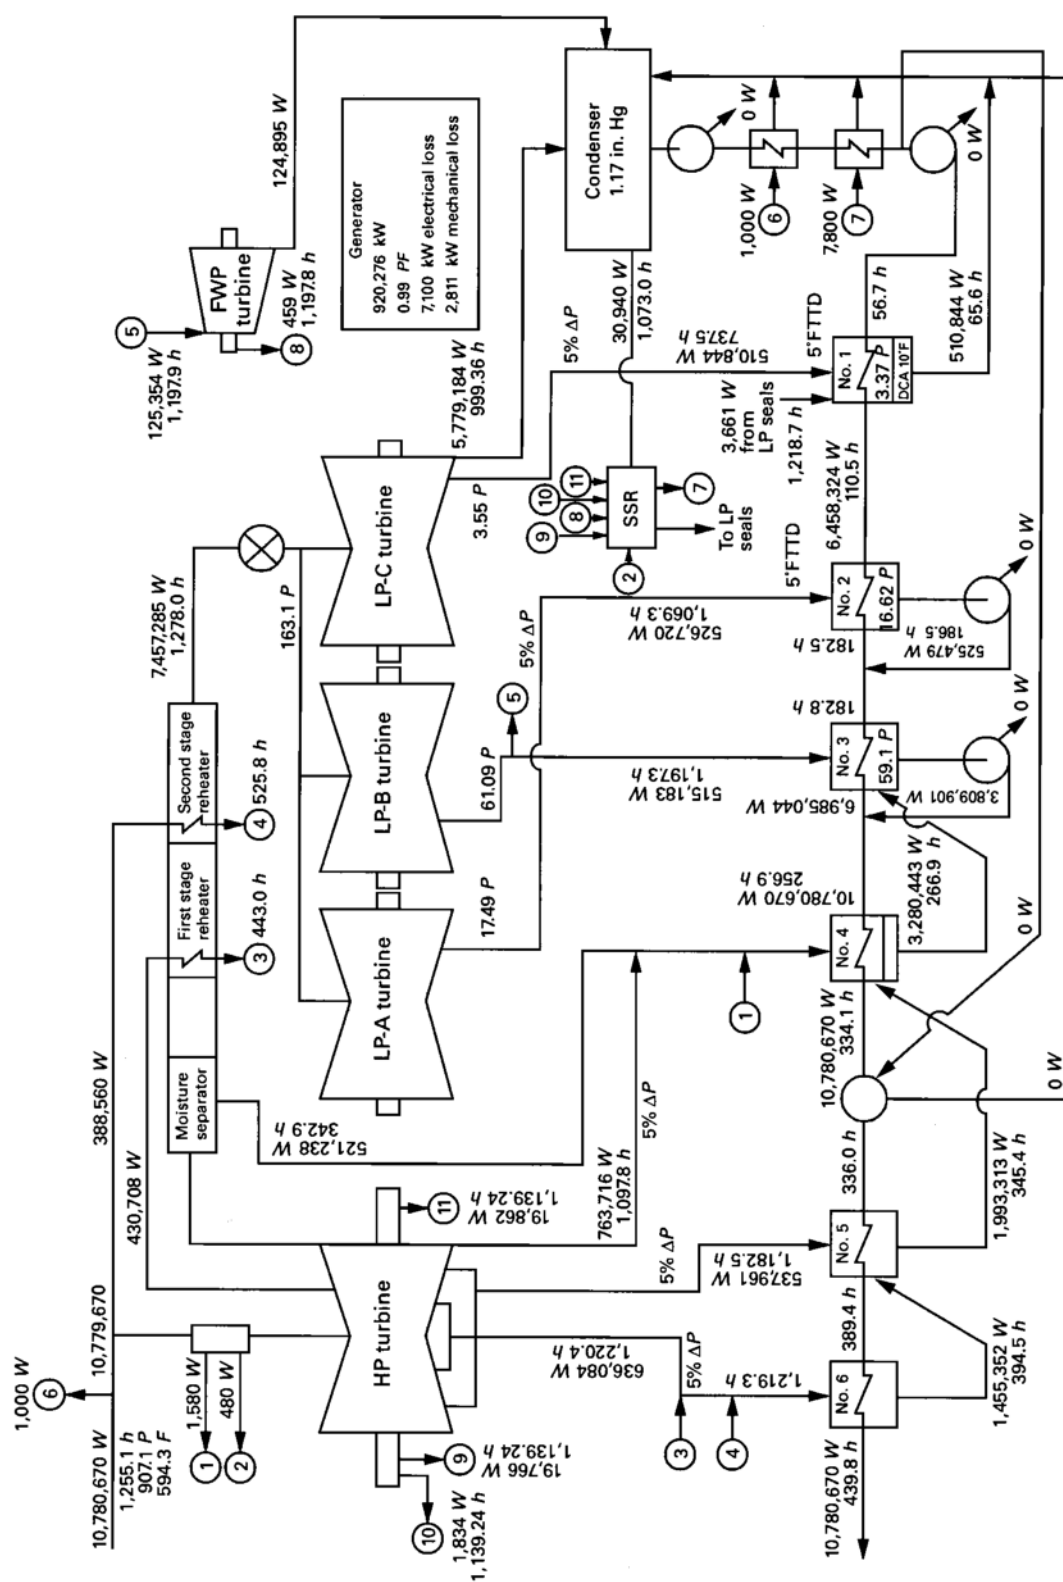 1,000 W
6
10,780,670 W
1,255.1 h
907.1 P
594.3 F
10,779,670
388,560 W
430,708 W
1,580 W
480 W
1
2
Moisture
separator
First stage
reheater
Second stage
reheater
3
443.0 h
4
525.8 h
7,457,285 W
1,278.0 h
163.1 P
5
125,354 W
1,197.9 h
FWP
turbine
8
459 W
1,197.8 h
124,895 W
Generator
920,276 kW
0.99 PF
7,100 kW electrical loss
2,811 kW mechanical loss
HP turbine
LP-A turbine
LP-B turbine
LP-C turbine
11
19,862 W
1,139.24 h
9
19,766 W
1,139.24 h
10
1,834 W
1,139.24 h
521,238 W
342.9 h
763,716 W
1,097.8 h
5% ΔP
17.49 P
61.09 P
5
5% ΔP
3.55 P
5,779,184 W
999.36 h
5% ΔP
510,844 W
737.5 h
Condenser
1.17 in. Hg
30,940 W
1,073.0 h
9
10
8
11
SSR
2
7
To LP
seals
3,661 W
from
LP seals
1,218.7 h
636,084 W
1,220.4 h
537,961 W
1,182.5 h
5% ΔP
5% ΔP
3
4
1,219.3 h
1
515,183 W
1,197.3 h
526,720 W
1,069.3 h
5°FTTD
5°FTTD
0 W
1,000 W
6
7,800 W
7
0 W
10,780,670 W
439.8 h
No. 6
389.4 h
No. 5
336.0 h
10,780,670 W
334.1 h
No. 4
10,780,670 W
256.9 h
6,985,044 W
No. 3
59.1 P
182.8 h
182.5 h
No. 2
16.62 P
6,458,324 W
110.5 h
No. 1
3.37 P
DCA 10°F
56.7 h
510,844 W
65.6 h
1,455,352 W
394.5 h
1,993,313 W
345.4 h
3,280,443 W
266.9 h
3,809,901 W
0 W
525,479 W
186.5 h
0 W
0 W
0 W